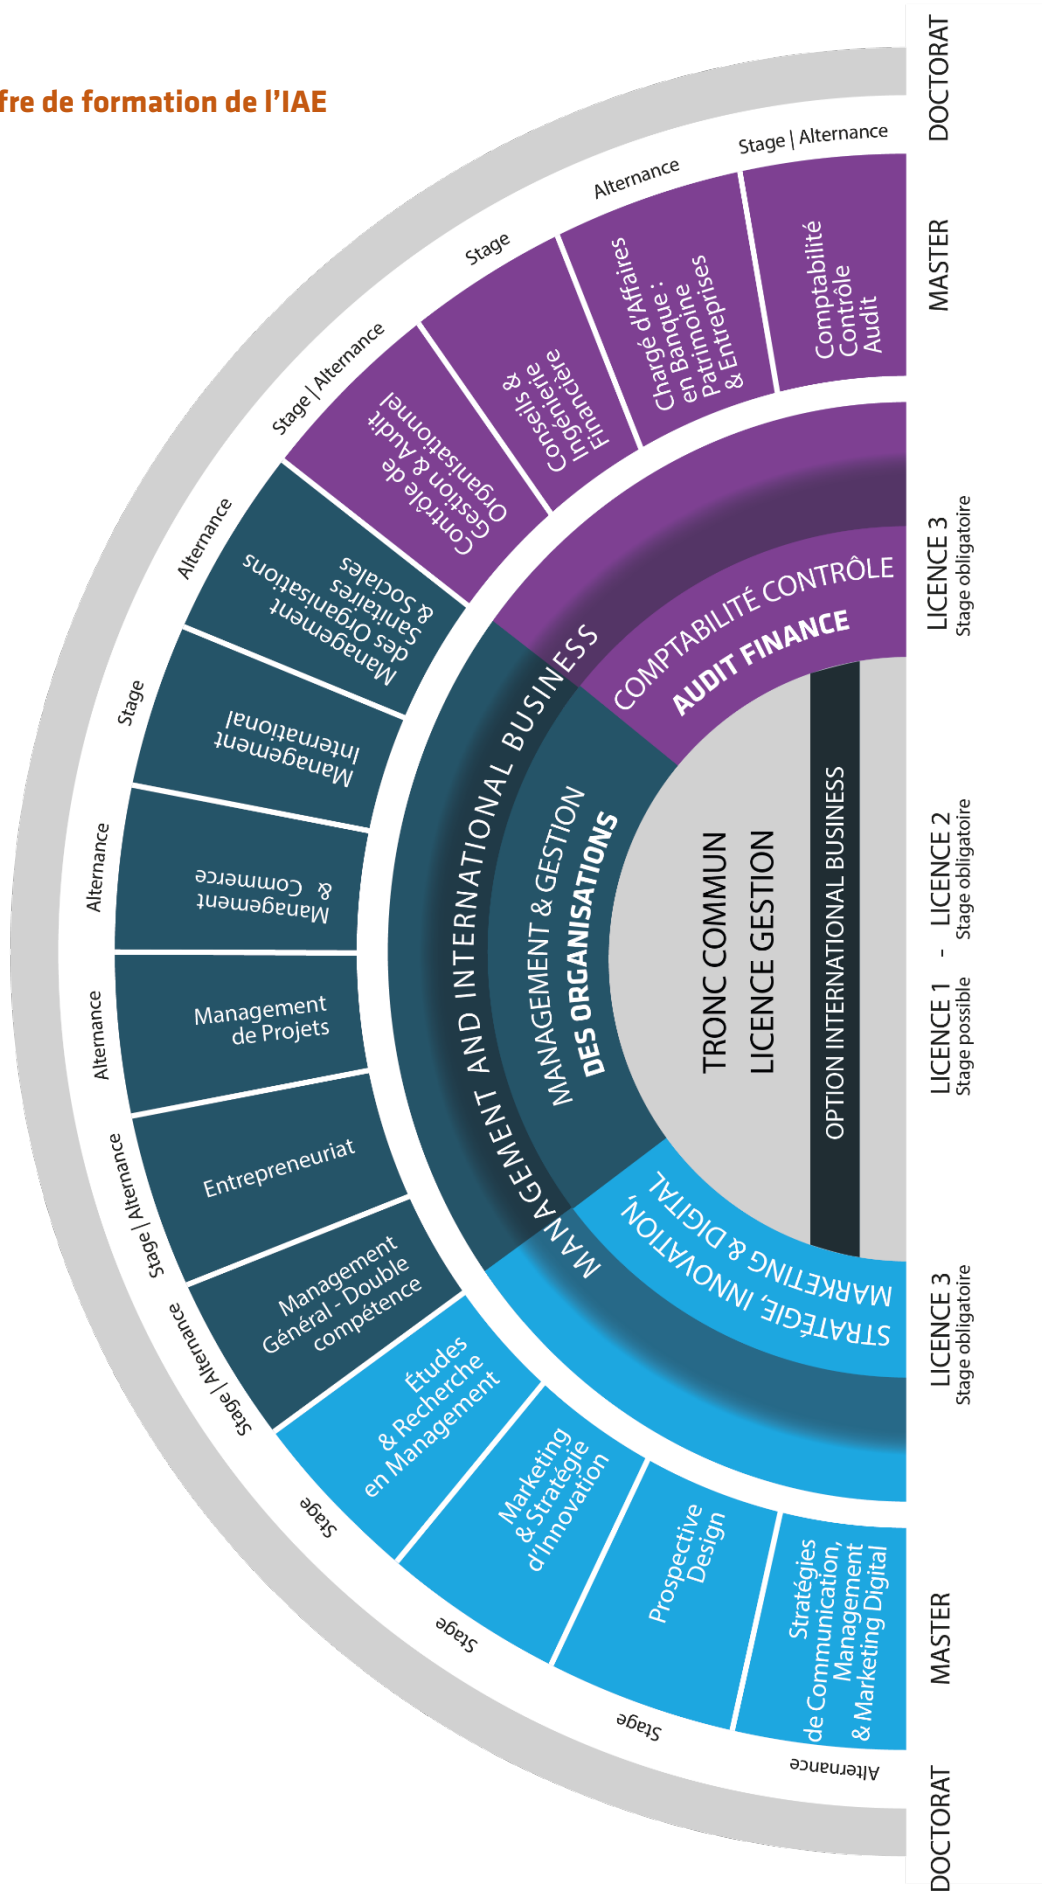 fre de formation de l'IAE
DOCTORAT
MASTER
LICENCE 3
Stage obligatoire
LICENCE 1 - LICENCE 2
Stage possible
Stage obligatoire
LICENCE 3
Stage obligatoire
MASTER
DOCTORAT
Stage | Alternance
Comptabilité
Contrôle
Audit
Alternance
Chargé d'Affaires
en Banque :
en Patrimoine
Patrimoine
& Entreprises
Stage
Conseils &
Ingénierie
Financière
Stage | Alternance
Contrôle de
Gestion & Audit
Organisationnel
Alternance
Management
des Organisations
Sanitaires
& Sociales
Stage
Management
International
Alternance
Management
& Commerce
Alternance
Management
de Projets
Stage | Alternance
Entrepreneuriat
Stage | Alternance
Management
Général - Double
compétence
Stage
Études
& Recherche
en Management
Stage
Marketing
& Stratégie
d'Innovation
Stage
Prospective
Design
Alternance
Stratégies
de Communication,
Management
& Marketing Digital
MANAGEMENT AND INTERNATIONAL BUSINESS
COMPTABILITÉ CONTRÔLE
AUDIT FINANCE
MANAGEMENT & GESTION
DES ORGANISATIONS
STRATÉGIE, INNOVATION,
MARKETING & DIGITAL
TRONC COMMUN
LICENCE GESTION
OPTION INTERNATIONAL BUSINESS